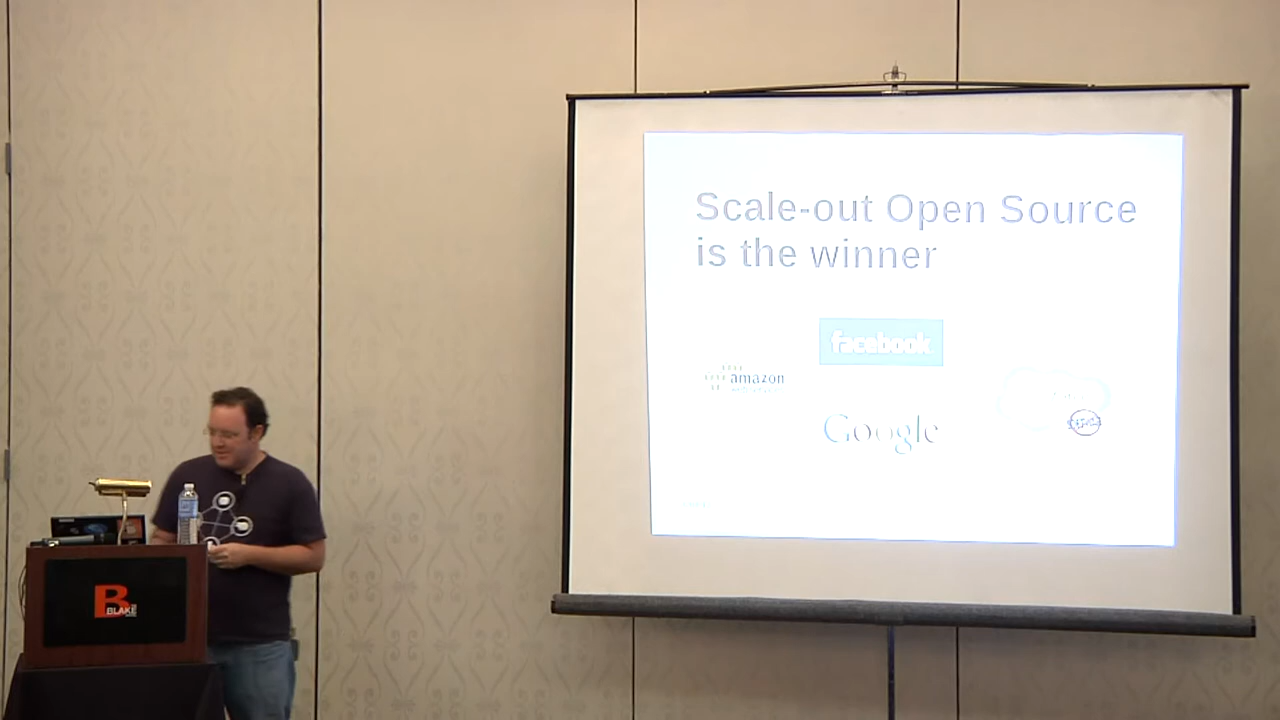 Scale-out Open Source
is the winner
facebook
amazon
Google
B
BLAKE